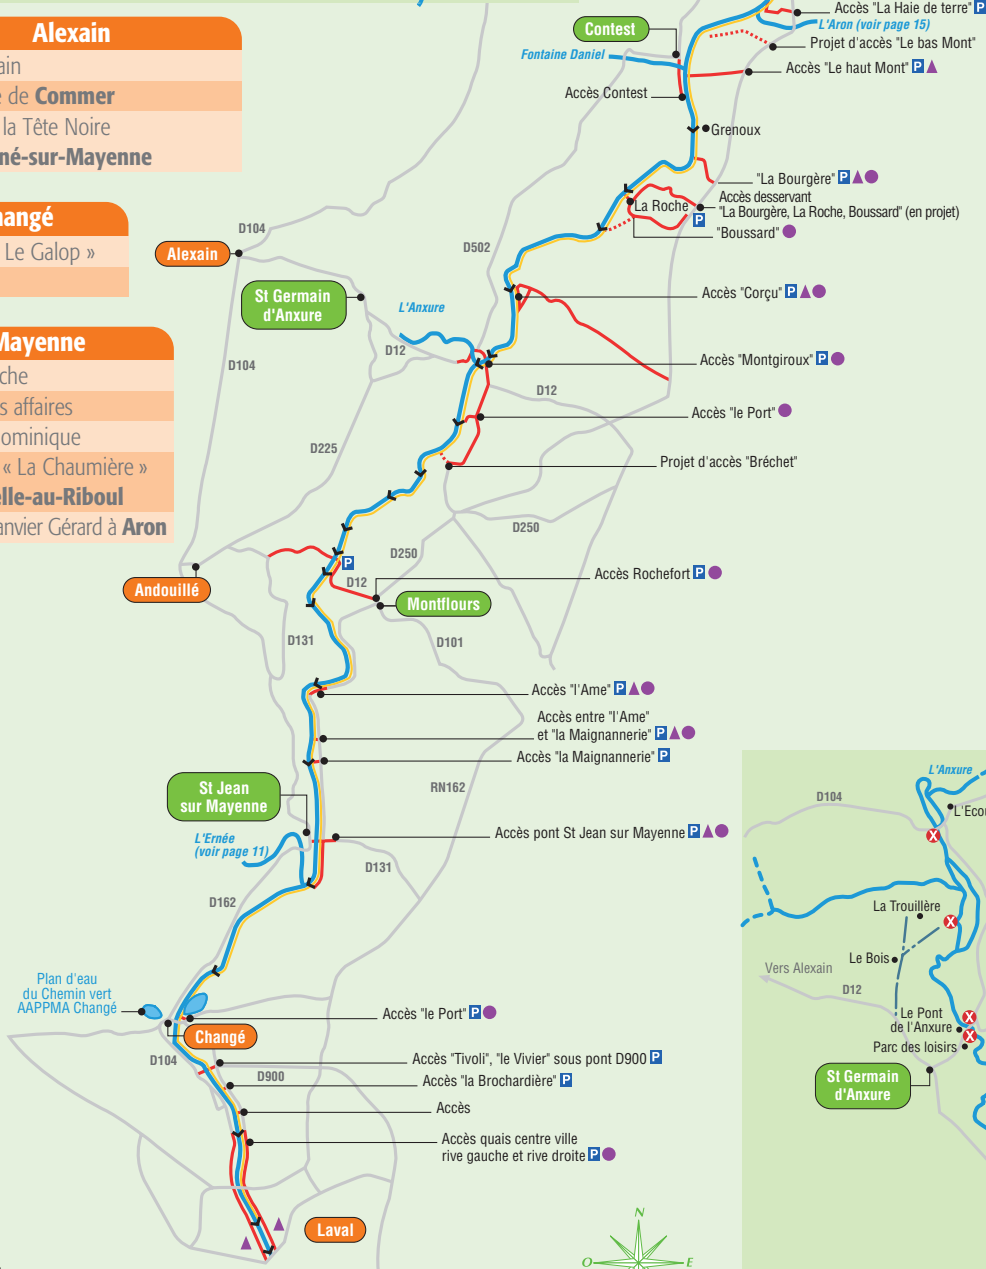 Alexain
ain
e de Commer
la Tête Noire
né-sur-Mayenne
hangé
Le Galop »
Mayenne
che
s affaires
ominique
« La Chaumière »
elle-au-Riboul
anvier Gérard à Aron
Accès "La Haie de terre" P
L'Aron (voir page 15)
Contest
Projet d'accès "Le bas Mont"
Fontaine Daniel
Accès "Le haut Mont" P
Accès Contest
Grenoux
"La Bourgère" P
Accès desservant
"La Bourgère, La Roche, Boussard" (en projet)
La Roche
P
"Boussard"
D104
D502
Alexain
St Germain
d'Anxure
Accès "Corçu" P
L'Anxure
D12
D104
Accès "Montgiroux" P
D12
Accès "le Port"
D225
Projet d'accès "Bréchet"
D250
D250
P
D12
Accès Rochefort P
Andouillé
Montflours
D131
D101
Accès "l'Ame" P
Accès entre "l'Ame"
et "la Maignannerie" P
Accès "la Maignannerie" P
St Jean
sur Mayenne
RN162
L'Ernée
(voir page 11)
Accès pont St Jean sur Mayenne P
D131
D162
Plan d'eau
du Chemin vert
AAPPMA Changé
Accès "le Port" P
Changé
D104
Accès "Tivoli", "le Vivier" sous pont D900 P
D900
Accès "la Brochardière" P
Accès
Accès quais centre ville
rive gauche et rive droite P
Laval
N
O
E
L'Anxure
D104
L'Eco
X
La Trouillère
X
Le Bois
Vers Alexain
D12
Le Pont
de l'Anxure
X
X
Parc des loisirs
St Germain
d'Anxure